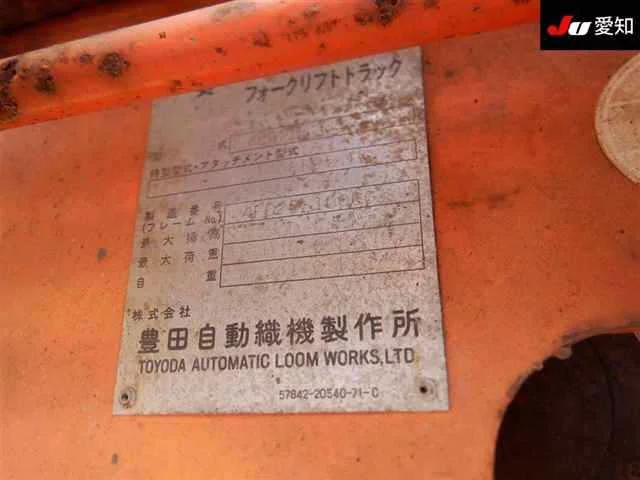 JU 愛知
フォークリフトトラック
式
特製型式・アタッチメント型式
製造番号
(フレームNo.)
最大揚高
最大荷重
自重
株式会社
豊田自動織機製作所
TOYODA AUTOMATIC LOOM WORKS,LTD.
57842-20540-71-C